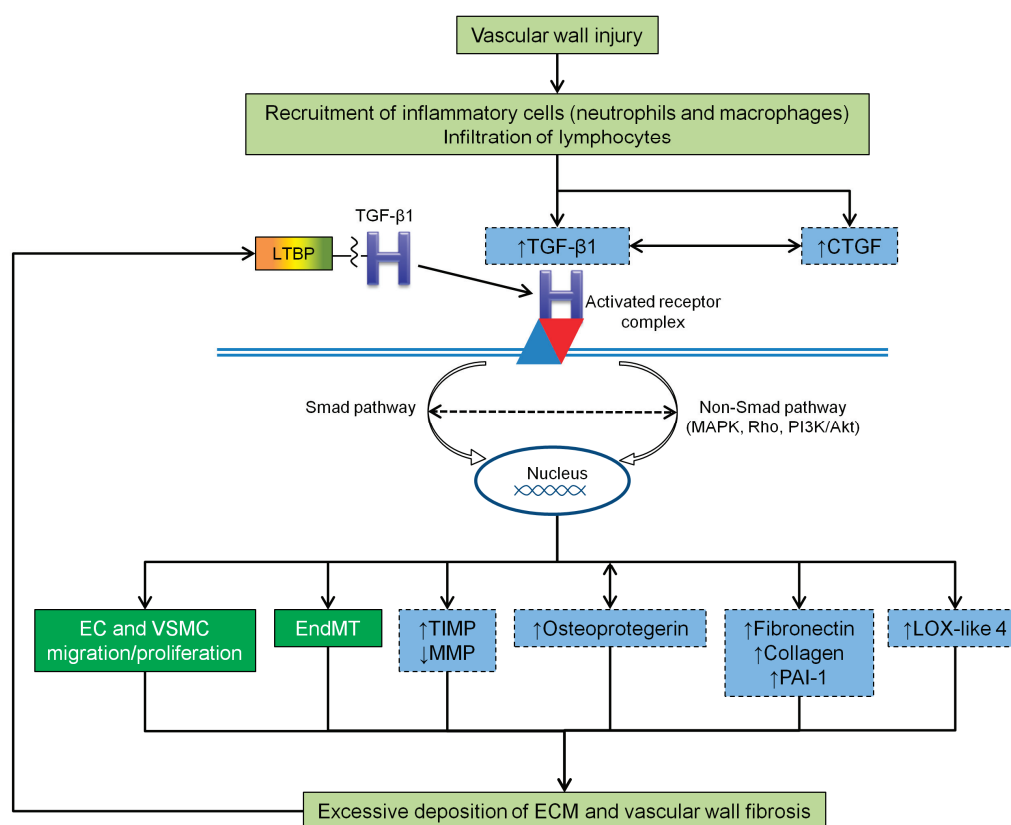 Vascular wall injury
Recruitment of inflammatory cells (neutrophils and macrophages)
Infiltration of lymphocytes
TGF-β1
LTBP
↑TGF-β1
↑CTGF
Activated receptor
complex
Smad pathway
Non-Smad pathway
(MAPK, Rho, PI3K/Akt)
Nucleus
EC and VSMC
migration/proliferation
EndMT
↑TIMP
↓MMP
↑Osteoprotegerin
↑Fibronectin
↑Collagen
↑PAI-1
↑LOX-like 4
Excessive deposition of ECM and vascular wall fibrosis